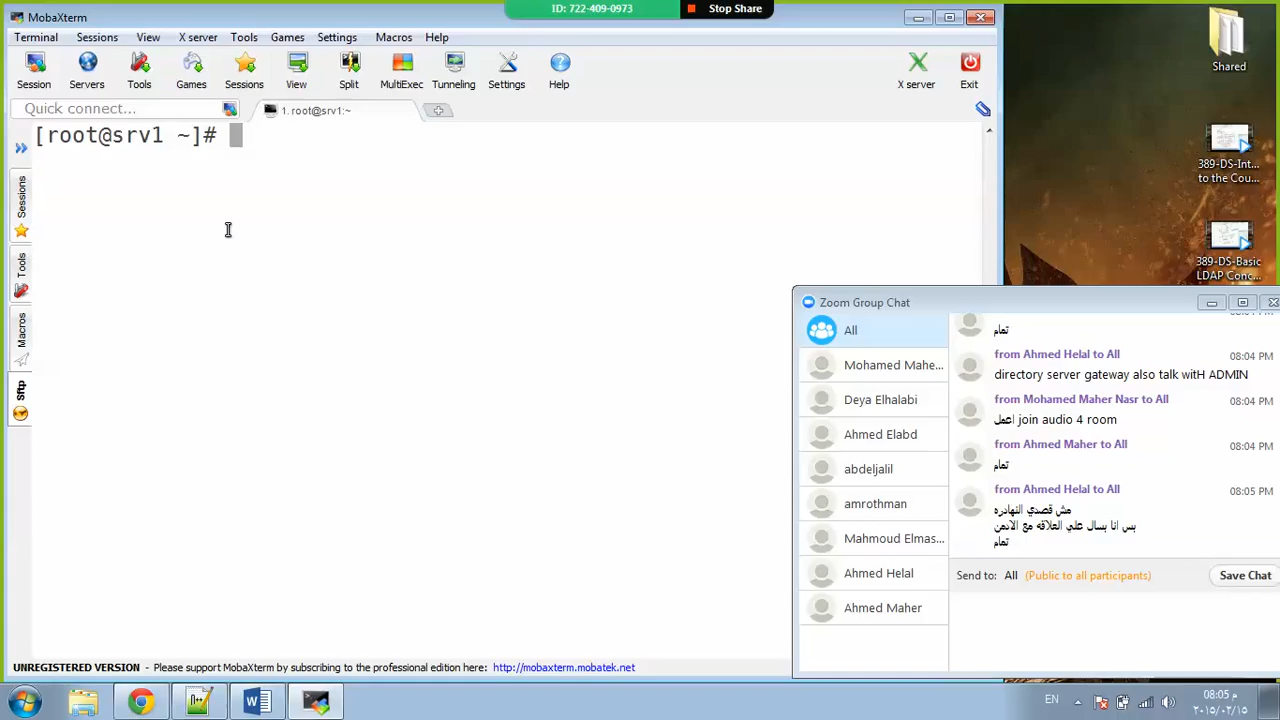 MobaXterm
ID: 722-409-0973
Stop Share
Terminal Sessions View X server Tools Games Settings Macros Help
Session Servers Tools Games Sessions View Split MultiExec Tunneling Settings Help X server Exit
Quick connect...
1. root@srv1:~
[root@srv1 ~]#
Sessions
Tools
Macros
Sftp
Shared
389-DS-Int...
to the Cou...
389-DS-Basic
LDAP Conc...
Zoom Group Chat
All
Mohamed Mahe...
Deya Elhalabi
Ahmed Elabd
abdeljalil
amrothman
Mahmoud Elmas...
Ahmed Helal
Ahmed Maher
تمام
from Ahmed Helal to All 08:04 PM
directory server gateway also talk witH ADMIN
from Mohamed Maher Nasr to All 08:04 PM
اعمل join audio 4 room
from Ahmed Maher to All 08:04 PM
تمام
from Ahmed Helal to All 08:05 PM
مش قصدي النهادره
بس انا بسال علي العلاقه مع الادمن
تمام
Send to: All (Public to all participants) Save Chat
UNREGISTERED VERSION - Please support MobaXterm by subscribing to the professional edition here: http://mobaxterm.mobatek.net
EN
08:05 م
٢٠١٥/٠٢/١٥